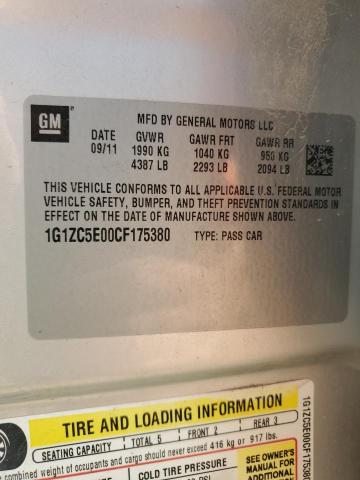 GM
MFD BY GENERAL MOTORS LLC
DATE GVWR GAWR FRT GAWR RR
09/11 1990 KG 1040 KG 950 KG
4387 LB 2293 LB 2094 LB
THIS VEHICLE CONFORMS TO ALL APPLICABLE U.S. FEDERAL MOTOR
VEHICLE SAFETY, BUMPER, AND THEFT PREVENTION STANDARDS IN
EFFECT ON THE DATE OF MANUFACTURE SHOWN ABOVE.
1G1ZC5E00CF175380 TYPE: PASS CAR
TIRE AND LOADING INFORMATION
SEATING CAPACITY TOTAL 5 FRONT 2 REAR 3
combined weight of occupants and cargo should never exceed 416 kg or 917 lbs.
COLD TIRE PRESSURE
SEE OWNER'S
MANUAL FOR
ADDITIONAL
1G1ZC5E00CF175380